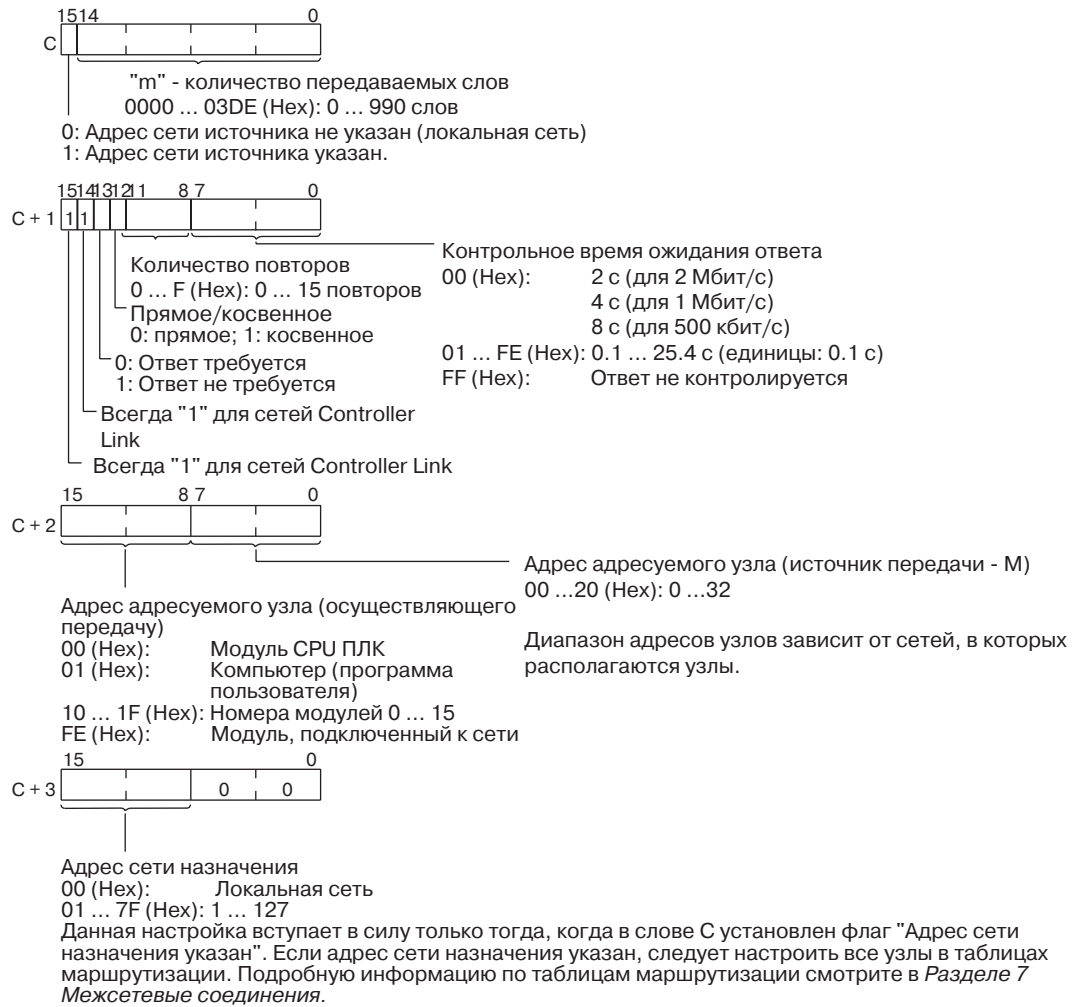 1514 0
C
"m" - количество передаваемых слов
0000 ... 03DE (Hex): 0 ... 990 слов
0: Адрес сети источника не указан (локальная сеть)
1: Адрес сети источника указан.
1514131211 8 7 0
C + 1 1 1
Количество повторов
0 ... F (Hex): 0 ... 15 повторов
Прямое/косвенное
0: прямое; 1: косвенное
0: Ответ требуется
1: Ответ не требуется
Всегда "1" для сетей Controller
Link
Всегда "1" для сетей Controller Link
Контрольное время ожидания ответа
00 (Hex): 2 с (для 2 Мбит/с)
4 с (для 1 Мбит/с)
8 с (для 500 кбит/с)
01 ... FE (Hex): 0.1 ... 25.4 с (единицы: 0.1 с)
FF (Hex): Ответ не контролируется
15 8 7 0
C + 2
Адрес адресуемого узла (источник передачи - M)
00 ...20 (Hex): 0 ...32
Диапазон адресов узлов зависит от сетей, в которых
располагаются узлы.
Адрес адресуемого узла (осуществляющего
передачу)
00 (Hex): Модуль CPU ПЛК
01 (Hex): Компьютер (программа
пользователя)
10 ... 1F (Hex): Номера модулей 0 ... 15
FE (Hex): Модуль, подключенный к сети
15 0
C + 3 0 0
Адрес сети назначения
00 (Hex): Локальная сеть
01 ... 7F (Hex): 1 ... 127
Данная настройка вступает в силу только тогда, когда в слове C установлен флаг "Адрес сети
назначения указан". Если адрес сети назначения указан, следует настроить все узлы в таблицах
маршрутизации. Подробную информацию по таблицам маршрутизации смотрите в Разделе 7
Межсетевые соединения.